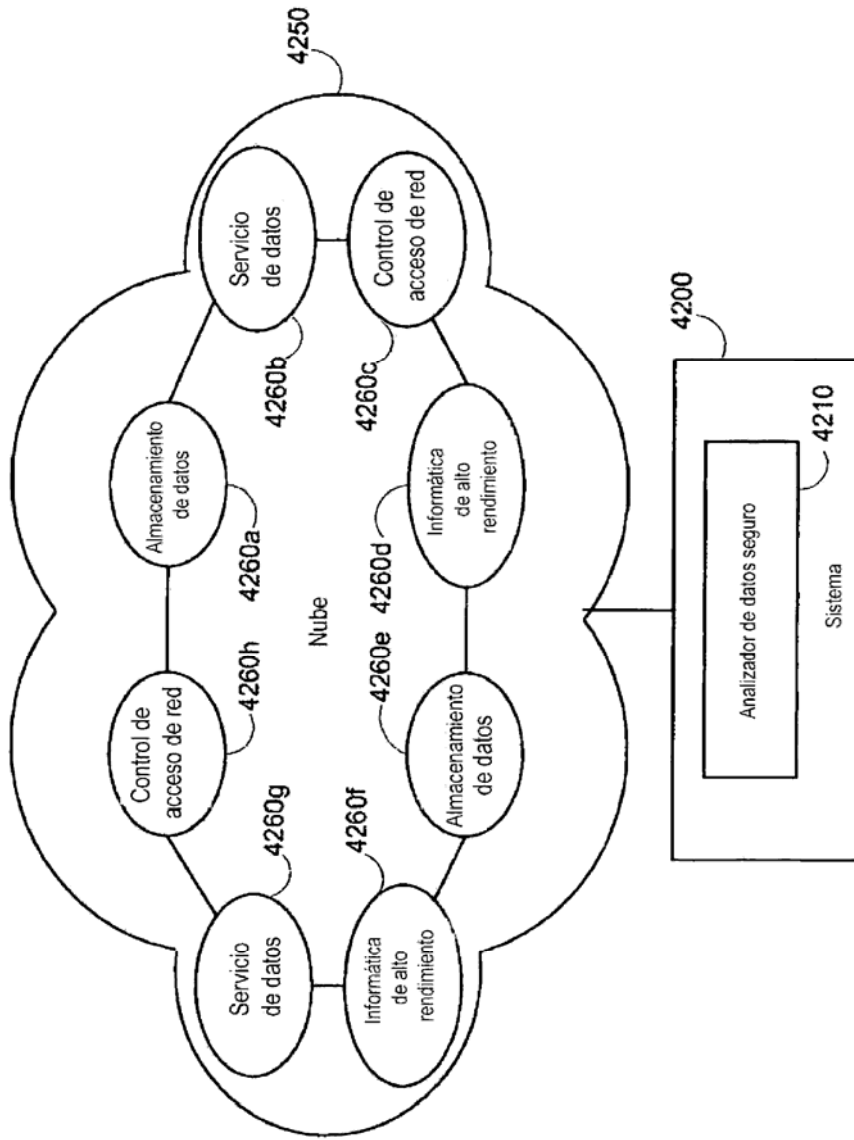 4250
Servicio
de datos
4260b
Control de
acceso de red
4260c
Almacenamiento
de datos
4260a
Informática
de alto
rendimiento
4260d
Nube
Control de
acceso de red
4260h
Almacenamiento
de datos
4260e
Servicio
de datos
4260g
Informática
de alto
rendimiento
4260f
4200
4210
Analizador de datos seguro
Sistema